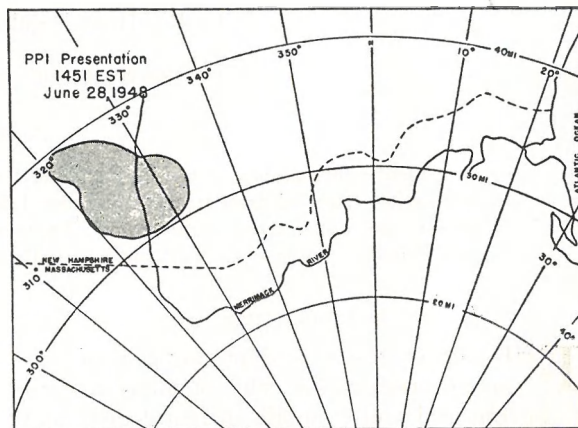 PPI Presentation
1451 EST
June 28, 1948
320°
330°
340°
350°
10°
40 MI
20°
ATLANTIC OCEAN
30 MI
NEW HAMPSHIRE
MASSACHUSETTS
310°
MERRIMACK RIVER
30°
20 MI
300°
40°